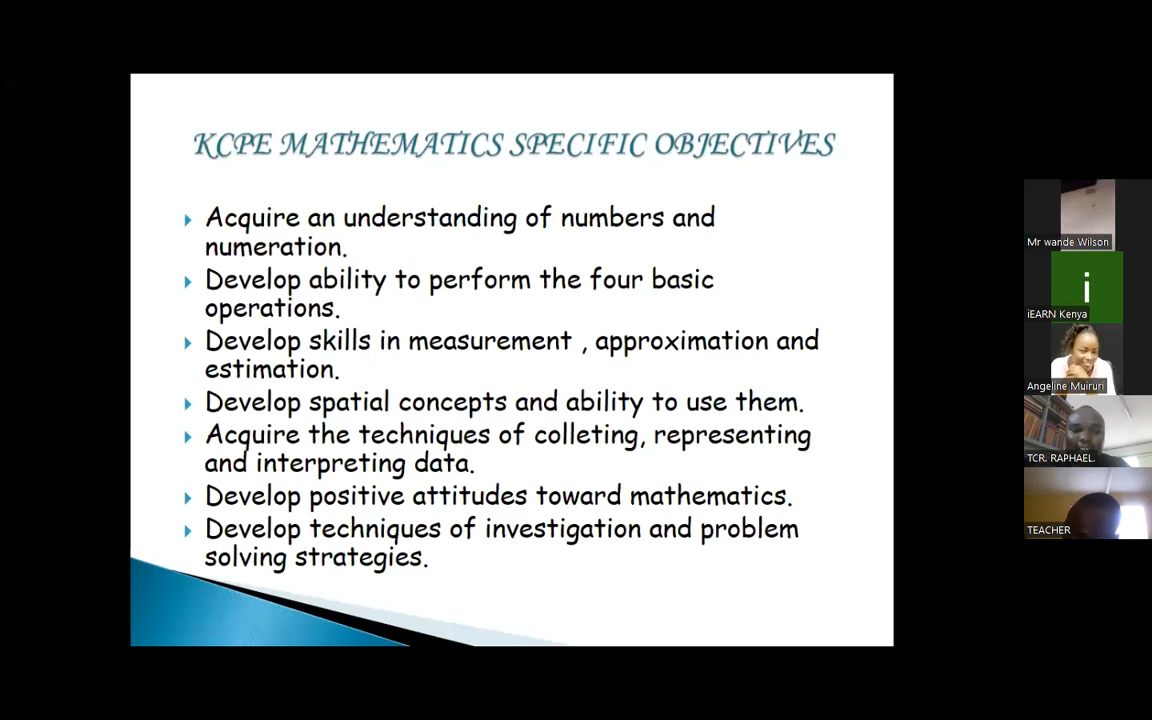 KCPE MATHEMATICS SPECIFIC OBJECTIVES
Acquire an understanding of numbers and
numeration.
Develop ability to perform the four basic
operations.
Develop skills in measurement , approximation and
estimation.
Develop spatial concepts and ability to use them.
Acquire the techniques of colleting, representing
and interpreting data.
Develop positive attitudes toward mathematics.
Develop techniques of investigation and problem
solving strategies.
Mr wande Wilson
i
iEARN Kenya
Angeline Muiruri
TCR. RAPHAEL.
TEACHER